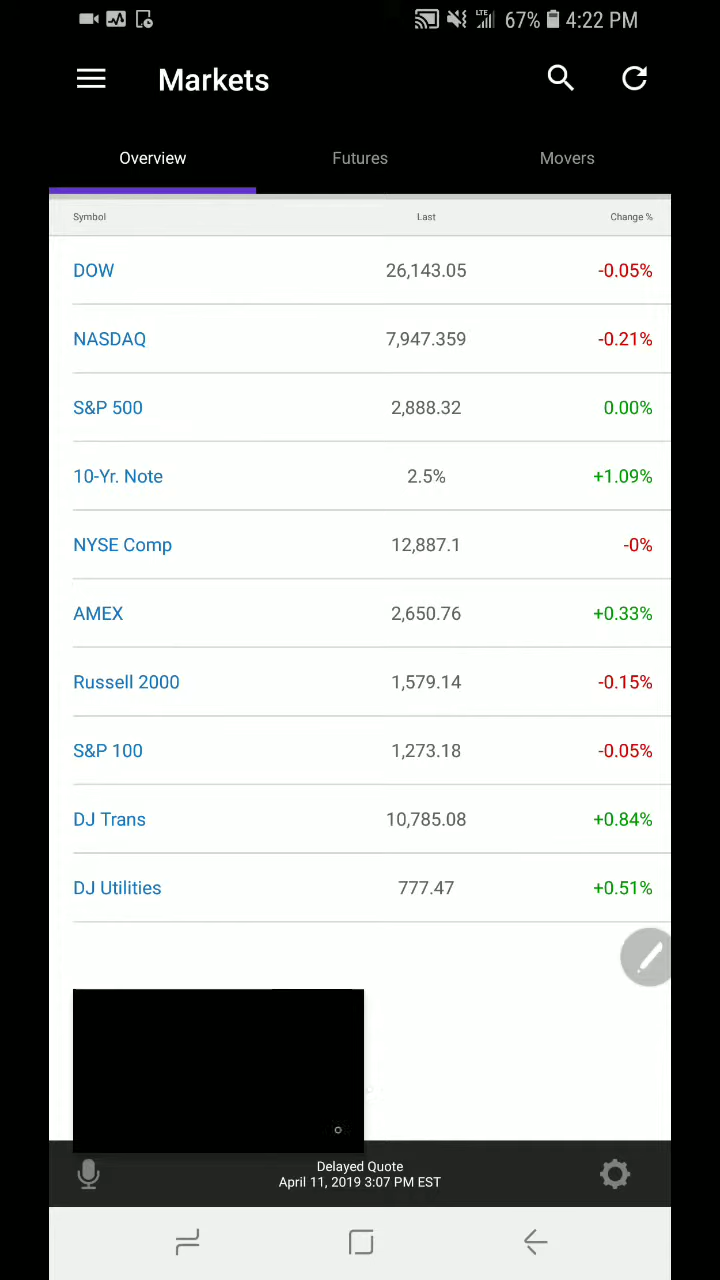 LTE 67% 4:22 PM
Markets
Overview Futures Movers
Symbol Last Change %
DOW 26,143.05 -0.05%
NASDAQ 7,947.359 -0.21%
S&P 500 2,888.32 0.00%
10-Yr. Note 2.5% +1.09%
NYSE Comp 12,887.1 -0%
AMEX 2,650.76 +0.33%
Russell 2000 1,579.14 -0.15%
S&P 100 1,273.18 -0.05%
DJ Trans 10,785.08 +0.84%
DJ Utilities 777.47 +0.51%
Delayed Quote
April 11, 2019 3:07 PM EST